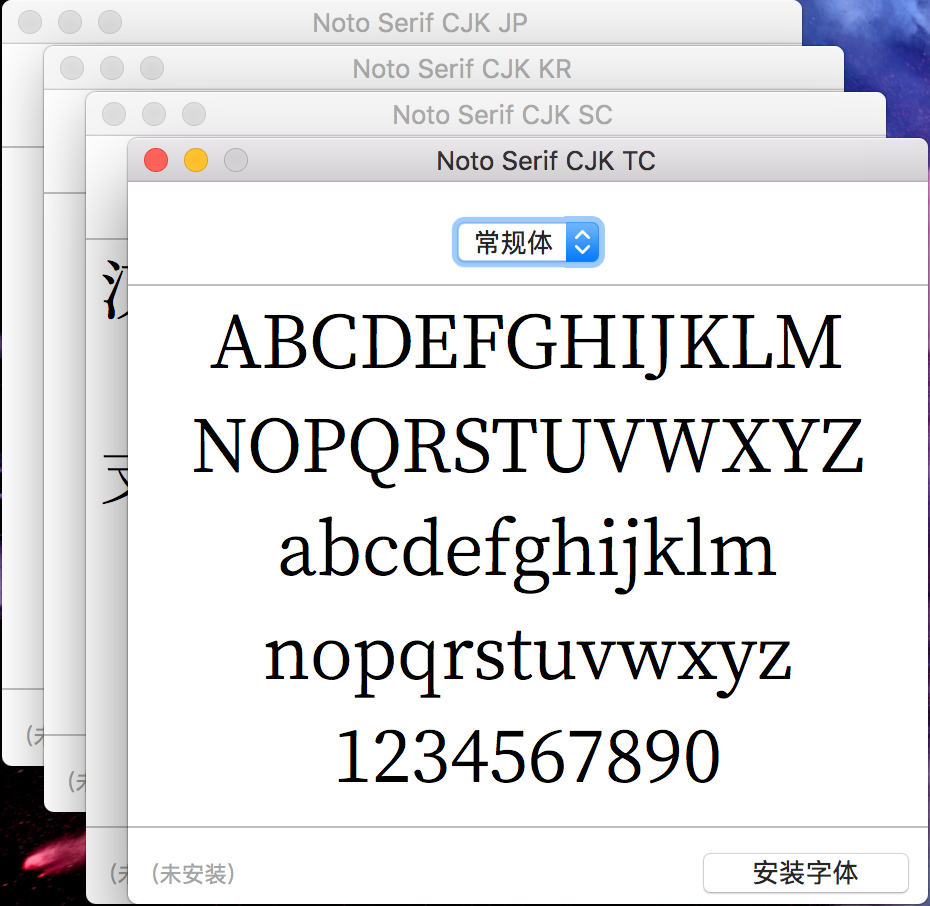 Noto Serif CJK JP
Noto Serif CJK KR
Noto Serif CJK SC
Noto Serif CJK TC
常规体
ABCDEFGHIJKLM
NOPQRSTUVWXYZ
abcdefghijklm
nopqrstuvwxyz
1234567890
(未安装)
安装字体